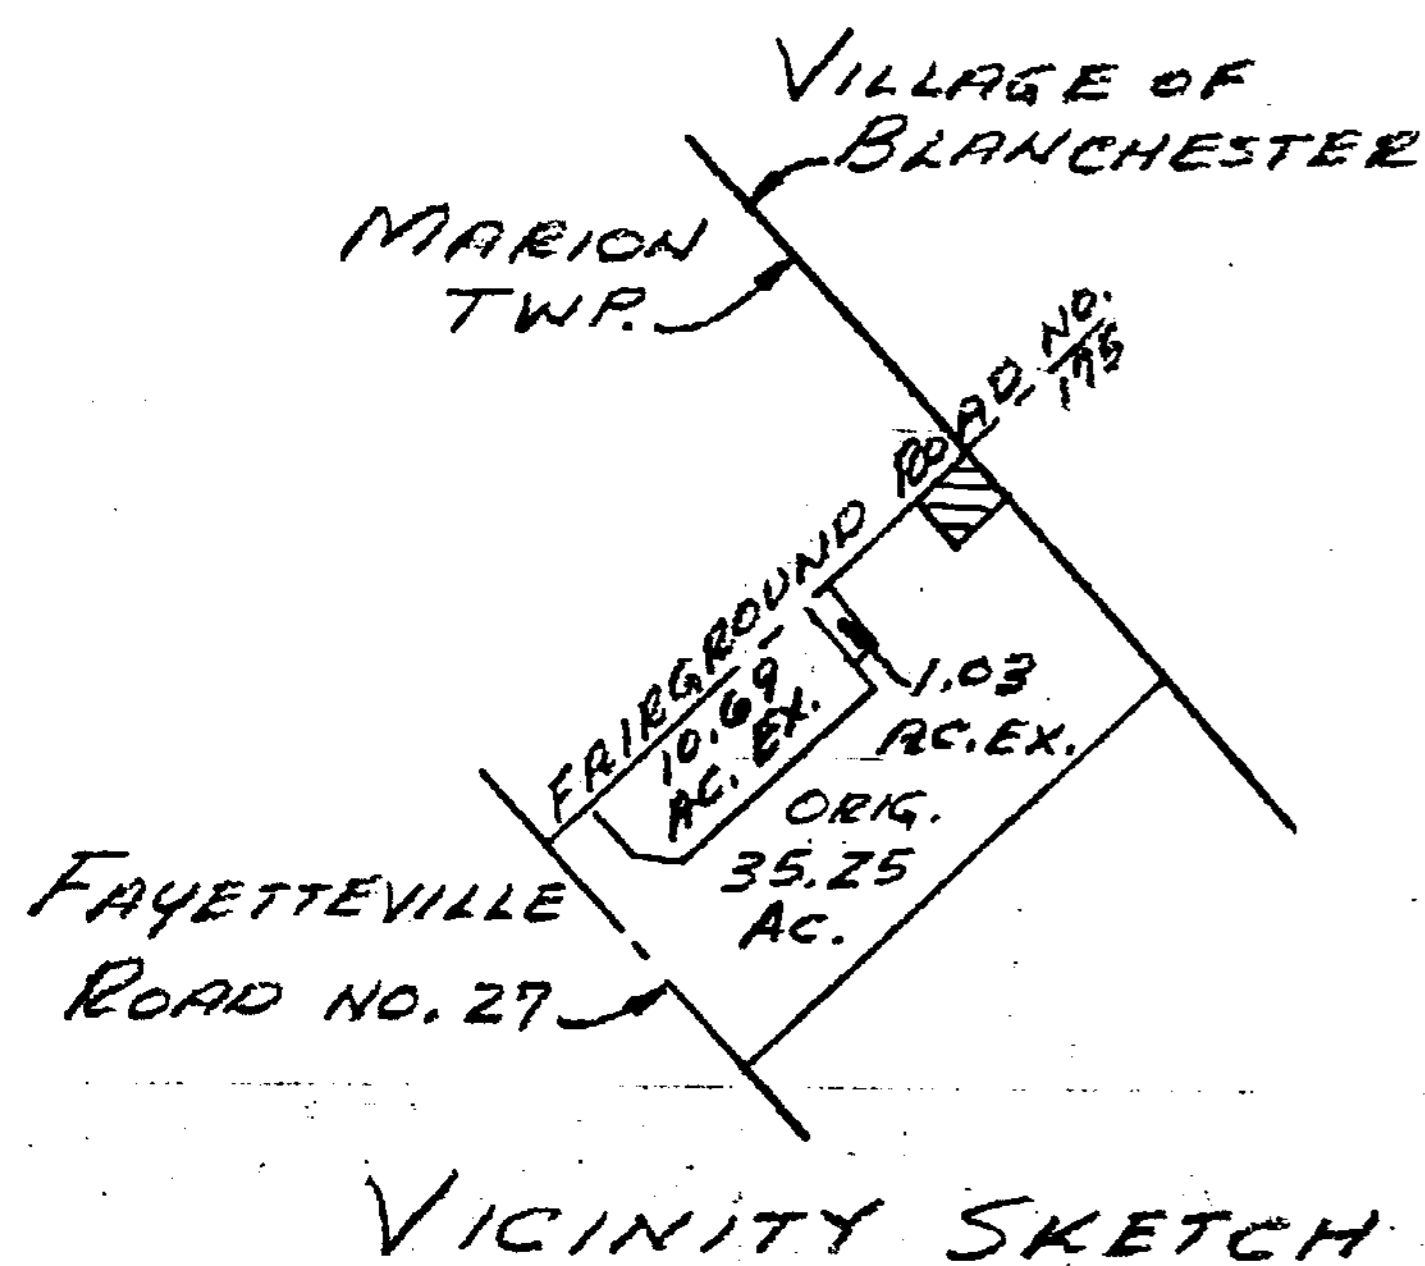 VILLAGE OF
BLANCHESTER
MARION
TWP.
FAIRGROUND ROAD NO.
10.69
AC. EX.
1.03
AC. EX.
ORIG.
35.25
AC.
FAYETTEVILLE
ROAD NO. 27
VICINITY SKETCH